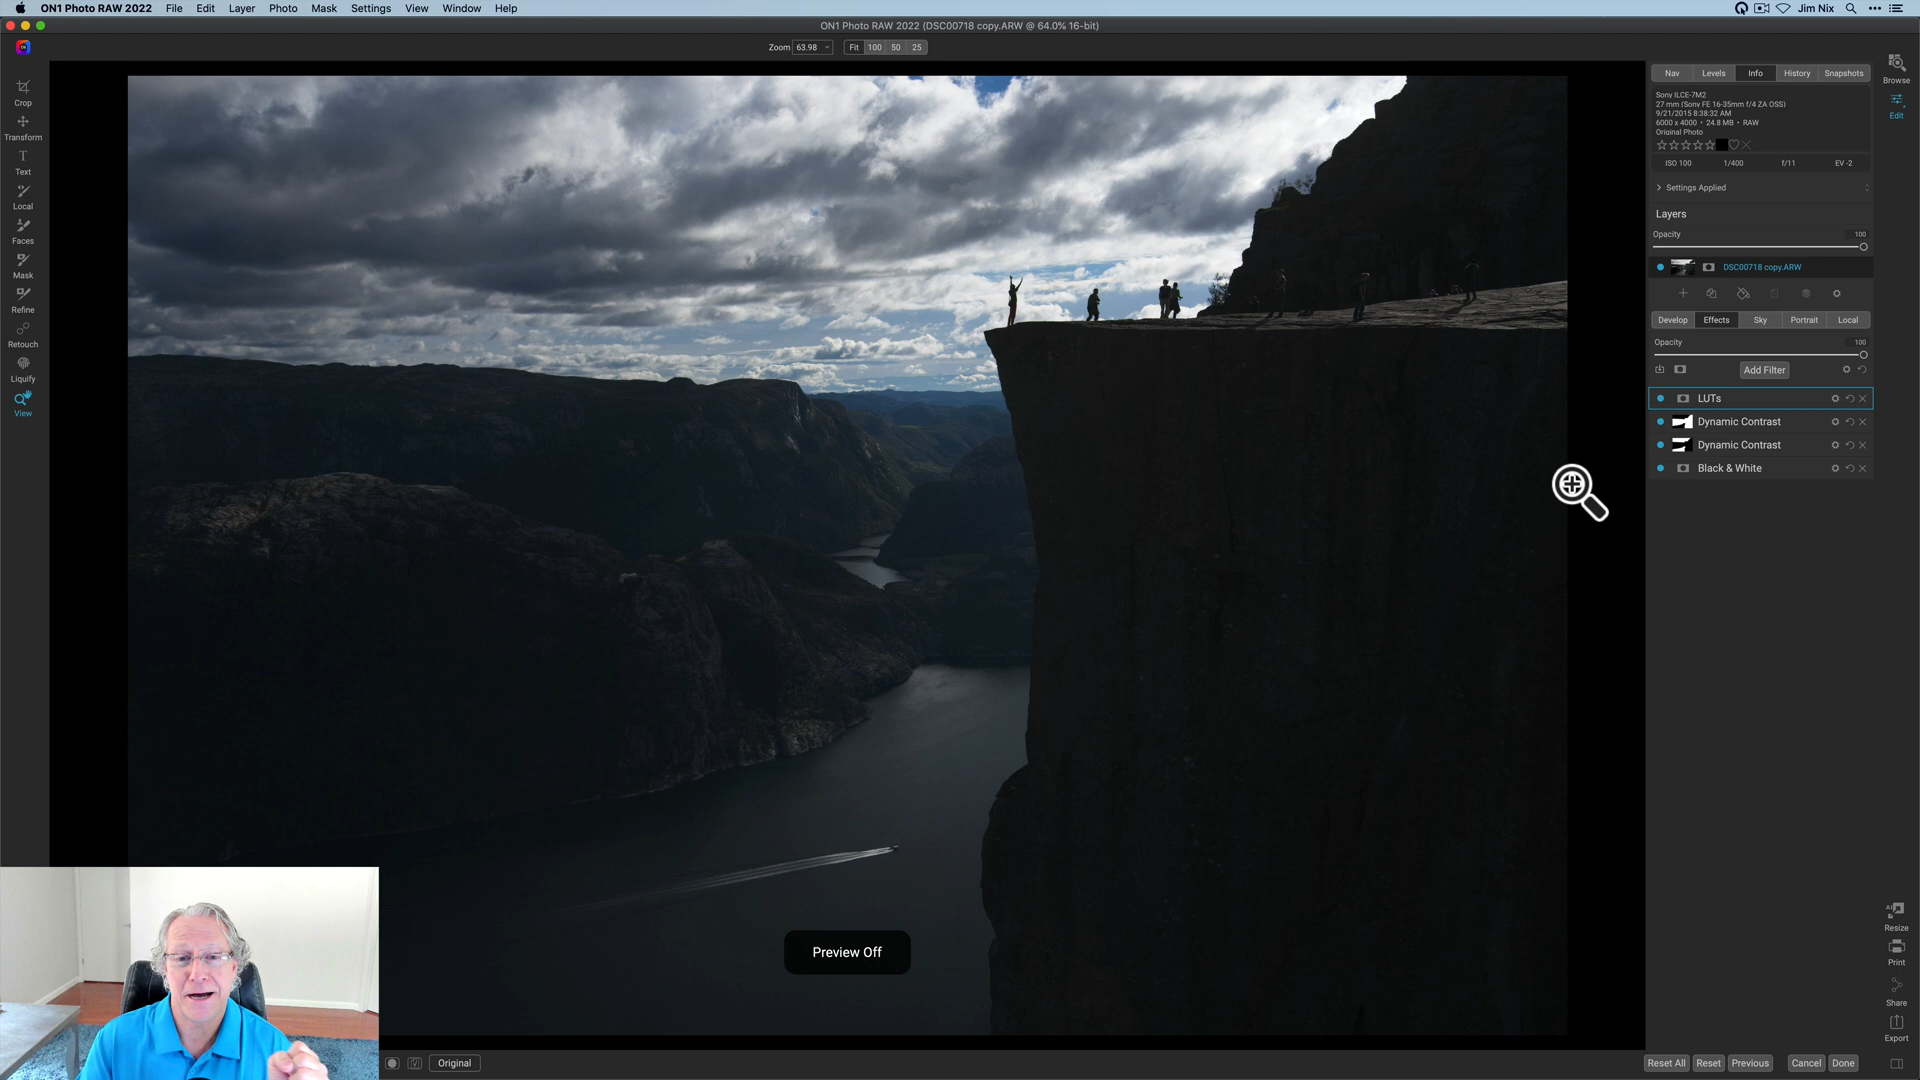 ON1 Photo RAW 2022 File Edit Layer Photo Mask Settings View Window Help Jim Nix
ON1 Photo RAW 2022 (DSC00718 copy.ARW @ 64.0% 16-bit)
Zoom 63.98 Fit 100 50 25
Crop
Transform
Text
Local
Faces
Mask
Refine
Retouch
Liquify
View
Preview Off
Original
Nav Levels Info History Snapshots
Sony ILCE-7M2
27 mm (Sony FE 16-35mm f/4 ZA OSS)
9/21/2015 8:38:32 AM
6000 x 4000 • 24.8 MB • RAW
Original Photo
ISO 100 1/400 f/11 EV -2
Settings Applied
Layers
Opacity 100
DSC00718 copy.ARW
Develop Effects Sky Portrait Local
Opacity 100
Add Filter
LUTs
Dynamic Contrast
Dynamic Contrast
Black & White
Reset All Reset Previous Cancel Done
Browse
Edit
AI
Resize
Print
Share
Export